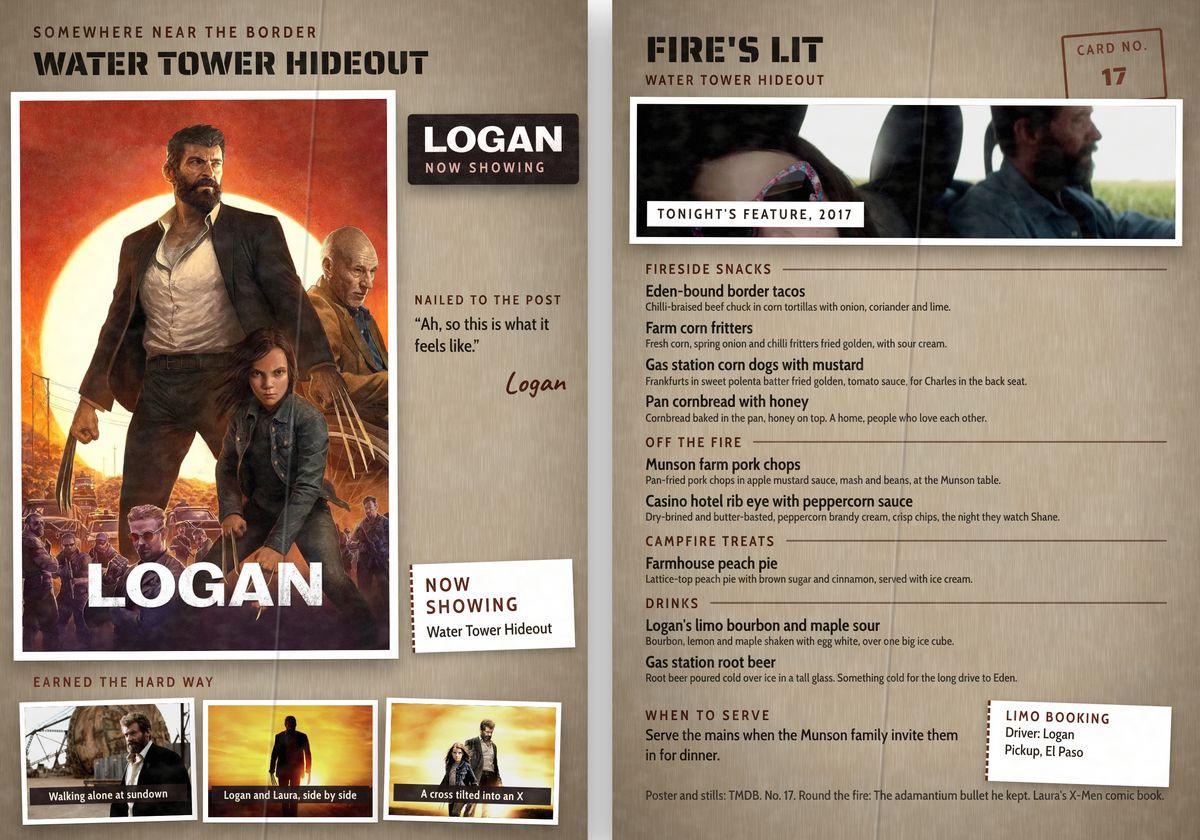 SOMEWHERE NEAR THE BORDER
WATER TOWER HIDEOUT
LOGAN
NOW SHOWING
NAILED TO THE POST
“Ah, so this is what it
feels like.”
Logan
LOGAN
NOW
SHOWING
Water Tower Hideout
EARNED THE HARD WAY
Walking alone at sundown
Logan and Laura, side by side
A cross tilted into an X
FIRE'S LIT
WATER TOWER HIDEOUT
CARD NO.
17
TONIGHT'S FEATURE, 2017
FIRESIDE SNACKS
Eden-bound border tacos
Chilli-braised beef chuck in corn tortillas with onion, coriander and lime.
Farm corn fritters
Fresh corn, spring onion and chilli fritters fried golden, with sour cream.
Gas station corn dogs with mustard
Frankfurts in sweet polenta batter fried golden, tomato sauce, for Charles in the back seat.
Pan cornbread with honey
Cornbread baked in the pan, honey on top. A home, people who love each other.
OFF THE FIRE
Munson farm pork chops
Pan-fried pork chops in apple mustard sauce, mash and beans, at the Munson table.
Casino hotel rib eye with peppercorn sauce
Dry-brined and butter-basted, peppercorn brandy cream, crisp chips, the night they watch Shane.
CAMPFIRE TREATS
Farmhouse peach pie
Lattice-top peach pie with brown sugar and cinnamon, served with ice cream.
DRINKS
Logan's limo bourbon and maple sour
Bourbon, lemon and maple shaken with egg white, over one big ice cube.
Gas station root beer
Root beer poured cold over ice in a tall glass. Something cold for the long drive to Eden.
WHEN TO SERVE
Serve the mains when the Munson family invite them
in for dinner.
LIMO BOOKING
Driver: Logan
Pickup, El Paso
Poster and stills: TMDB. No. 17. Round the fire: The adamantium bullet he kept. Laura's X-Men comic book.